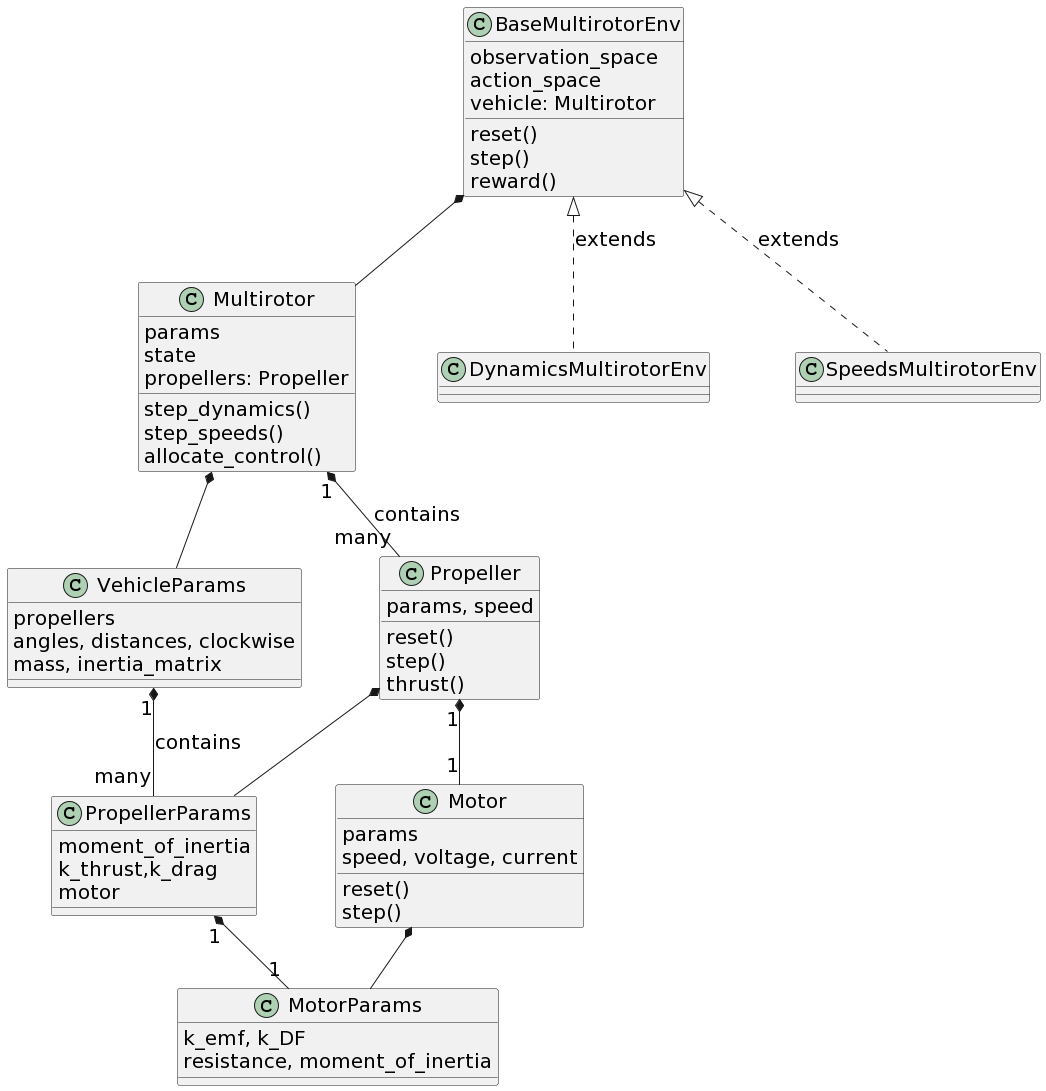 C BaseMultirotorEnv
observation_space
action_space
vehicle: Multirotor
reset()
step()
reward()
extends
extends
C Multirotor
params
state
propellers: Propeller
step_dynamics()
step_speeds()
allocate_control()
C DynamicsMultirotorEnv
C SpeedsMultirotorEnv
1
contains
many
C VehicleParams
propellers
angles, distances, clockwise
mass, inertia_matrix
C Propeller
params, speed
reset()
step()
thrust()
1
contains
many
1
1
C PropellerParams
moment_of_inertia
k_thrust,k_drag
motor
C Motor
params
speed, voltage, current
reset()
step()
1
1
C MotorParams
k_emf, k_DF
resistance, moment_of_inertia